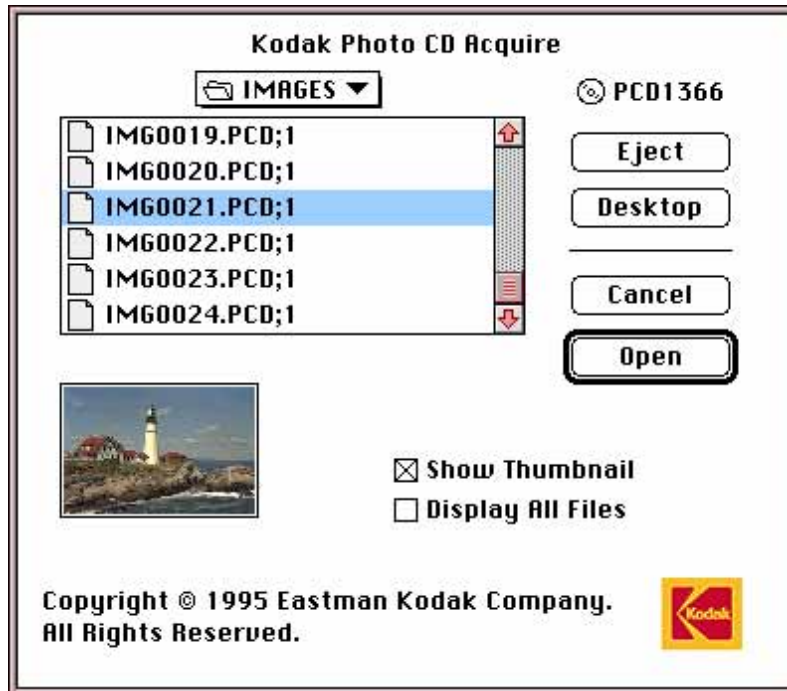 Kodak Photo CD Acquire
IMAGES
PCD1366
IMG0019.PCD;1
IMG0020.PCD;1
IMG0021.PCD;1
IMG0022.PCD;1
IMG0023.PCD;1
IMG0024.PCD;1
Eject
Desktop
Cancel
Open
Show Thumbnail
Display All Files
Copyright © 1995 Eastman Kodak Company.
All Rights Reserved.
Kodak